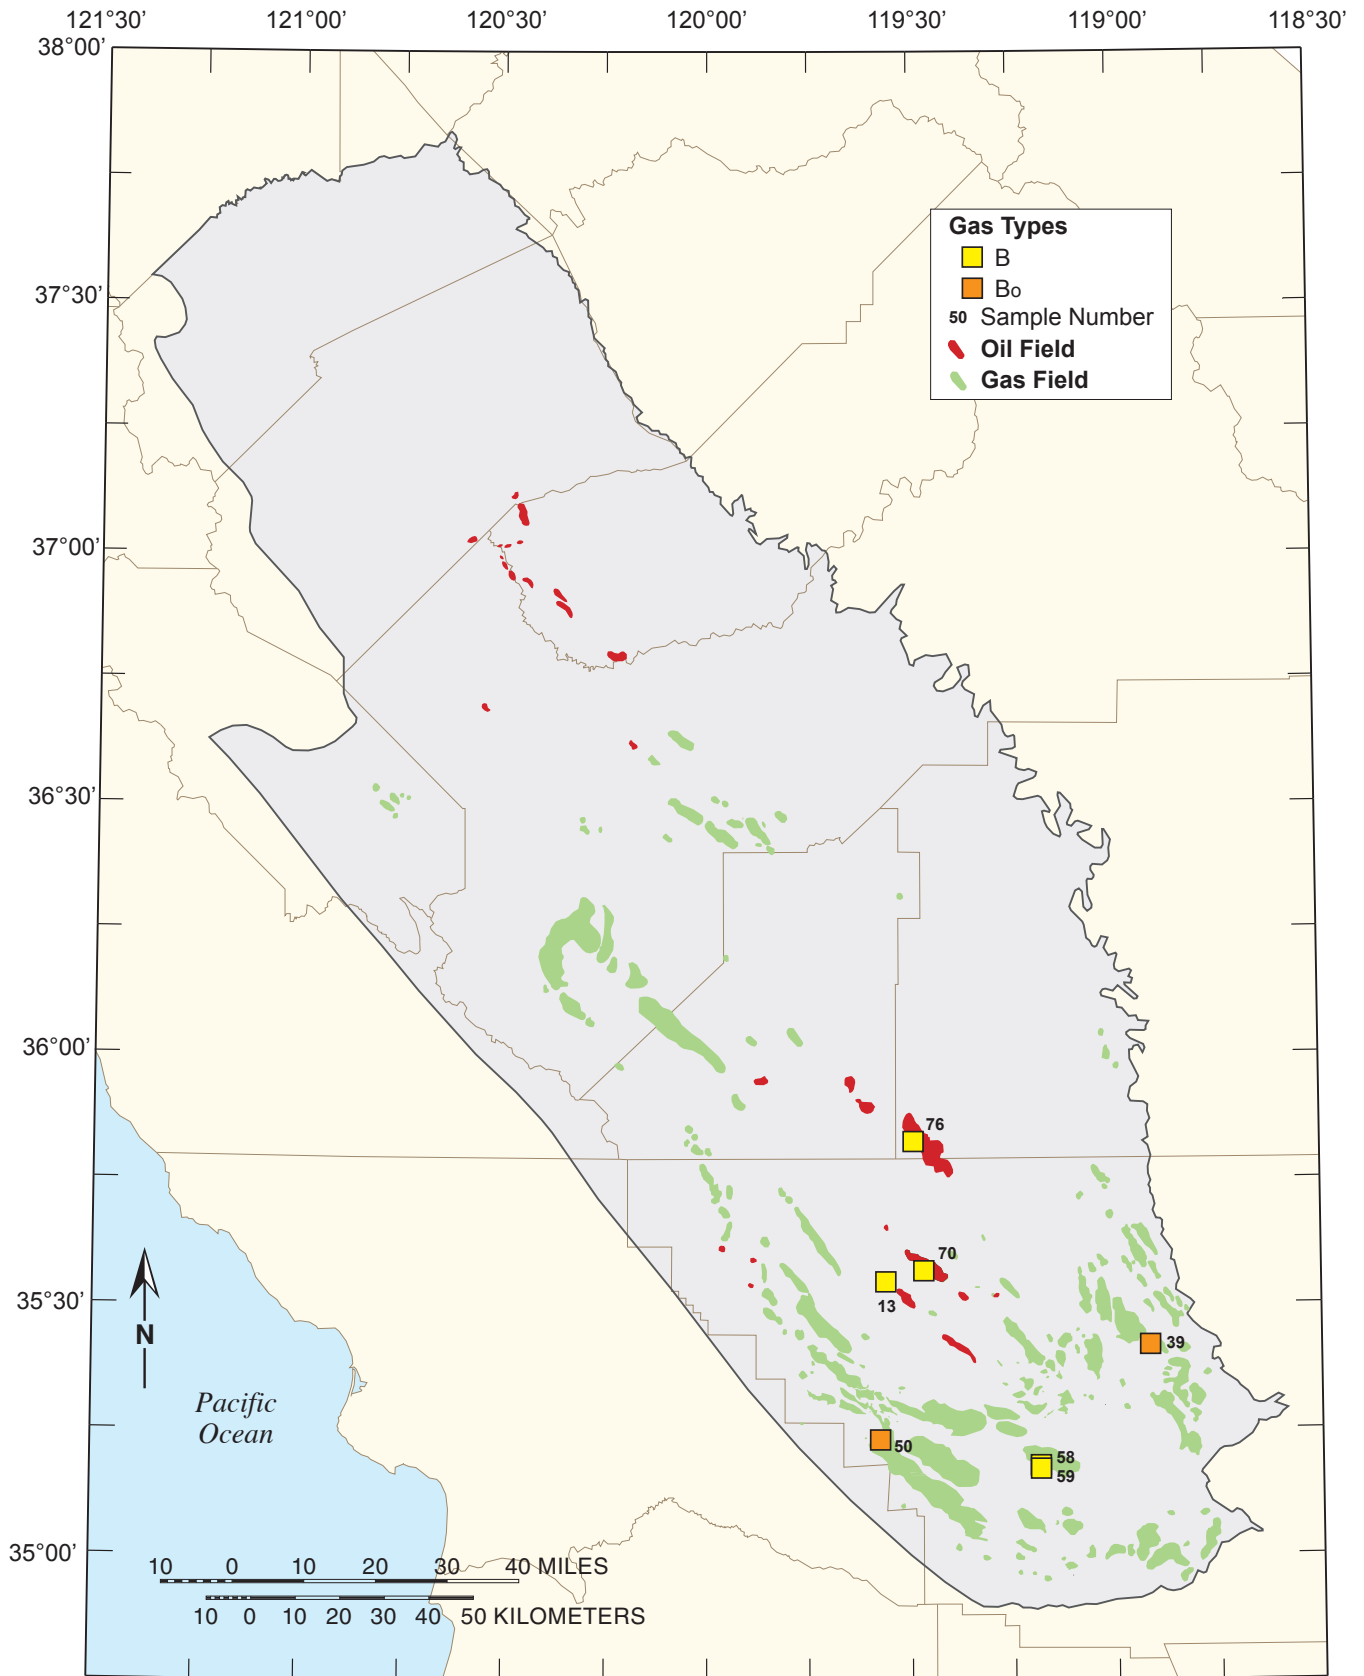 121°30' 121°00' 120°30' 120°00' 119°30' 119°00' 118°30'
38°00'
Gas Types
B
Bo
50 Sample Number
Oil Field
Gas Field
37°30'
37°00'
36°30'
36°00'
76
70
35°30'
13
39
N
Pacific
Ocean
50
58
59
35°00'
10 0 10 20 30 40 MILES
10 0 10 20 30 40 50 KILOMETERS